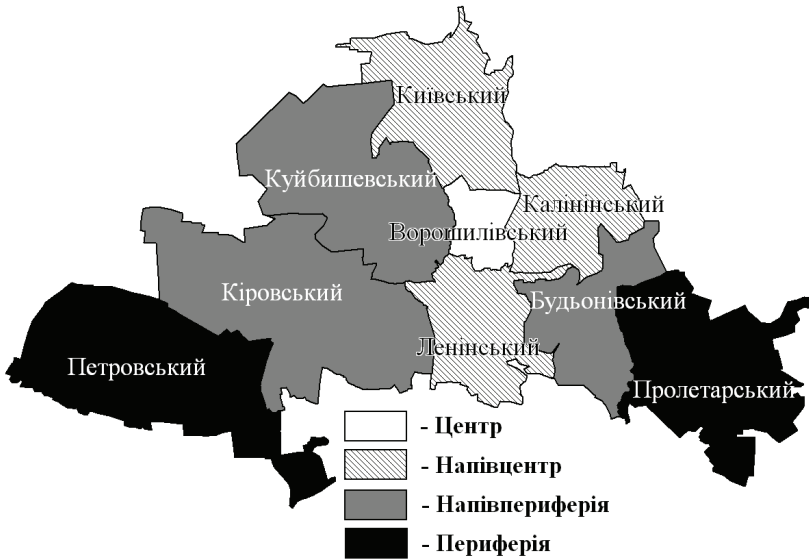 Київський
Куйбишевський
Калінінський
Ворошилівський
Кіровський
Будьонівський
Ленінський
Петровський
Пролетарський
- Центр
- Напівцентр
- Напівпериферія
- Периферія